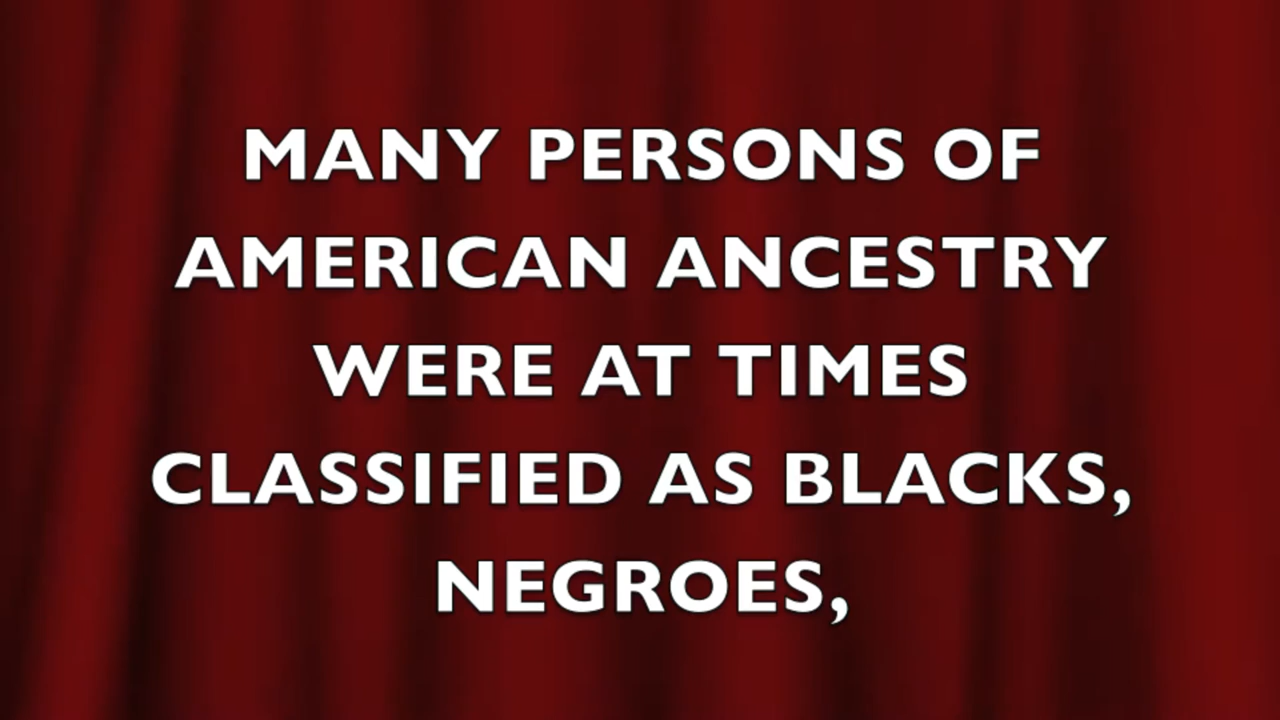 MANY PERSONS OF
AMERICAN ANCESTRY
WERE AT TIMES
CLASSIFIED AS BLACKS,
NEGROES,